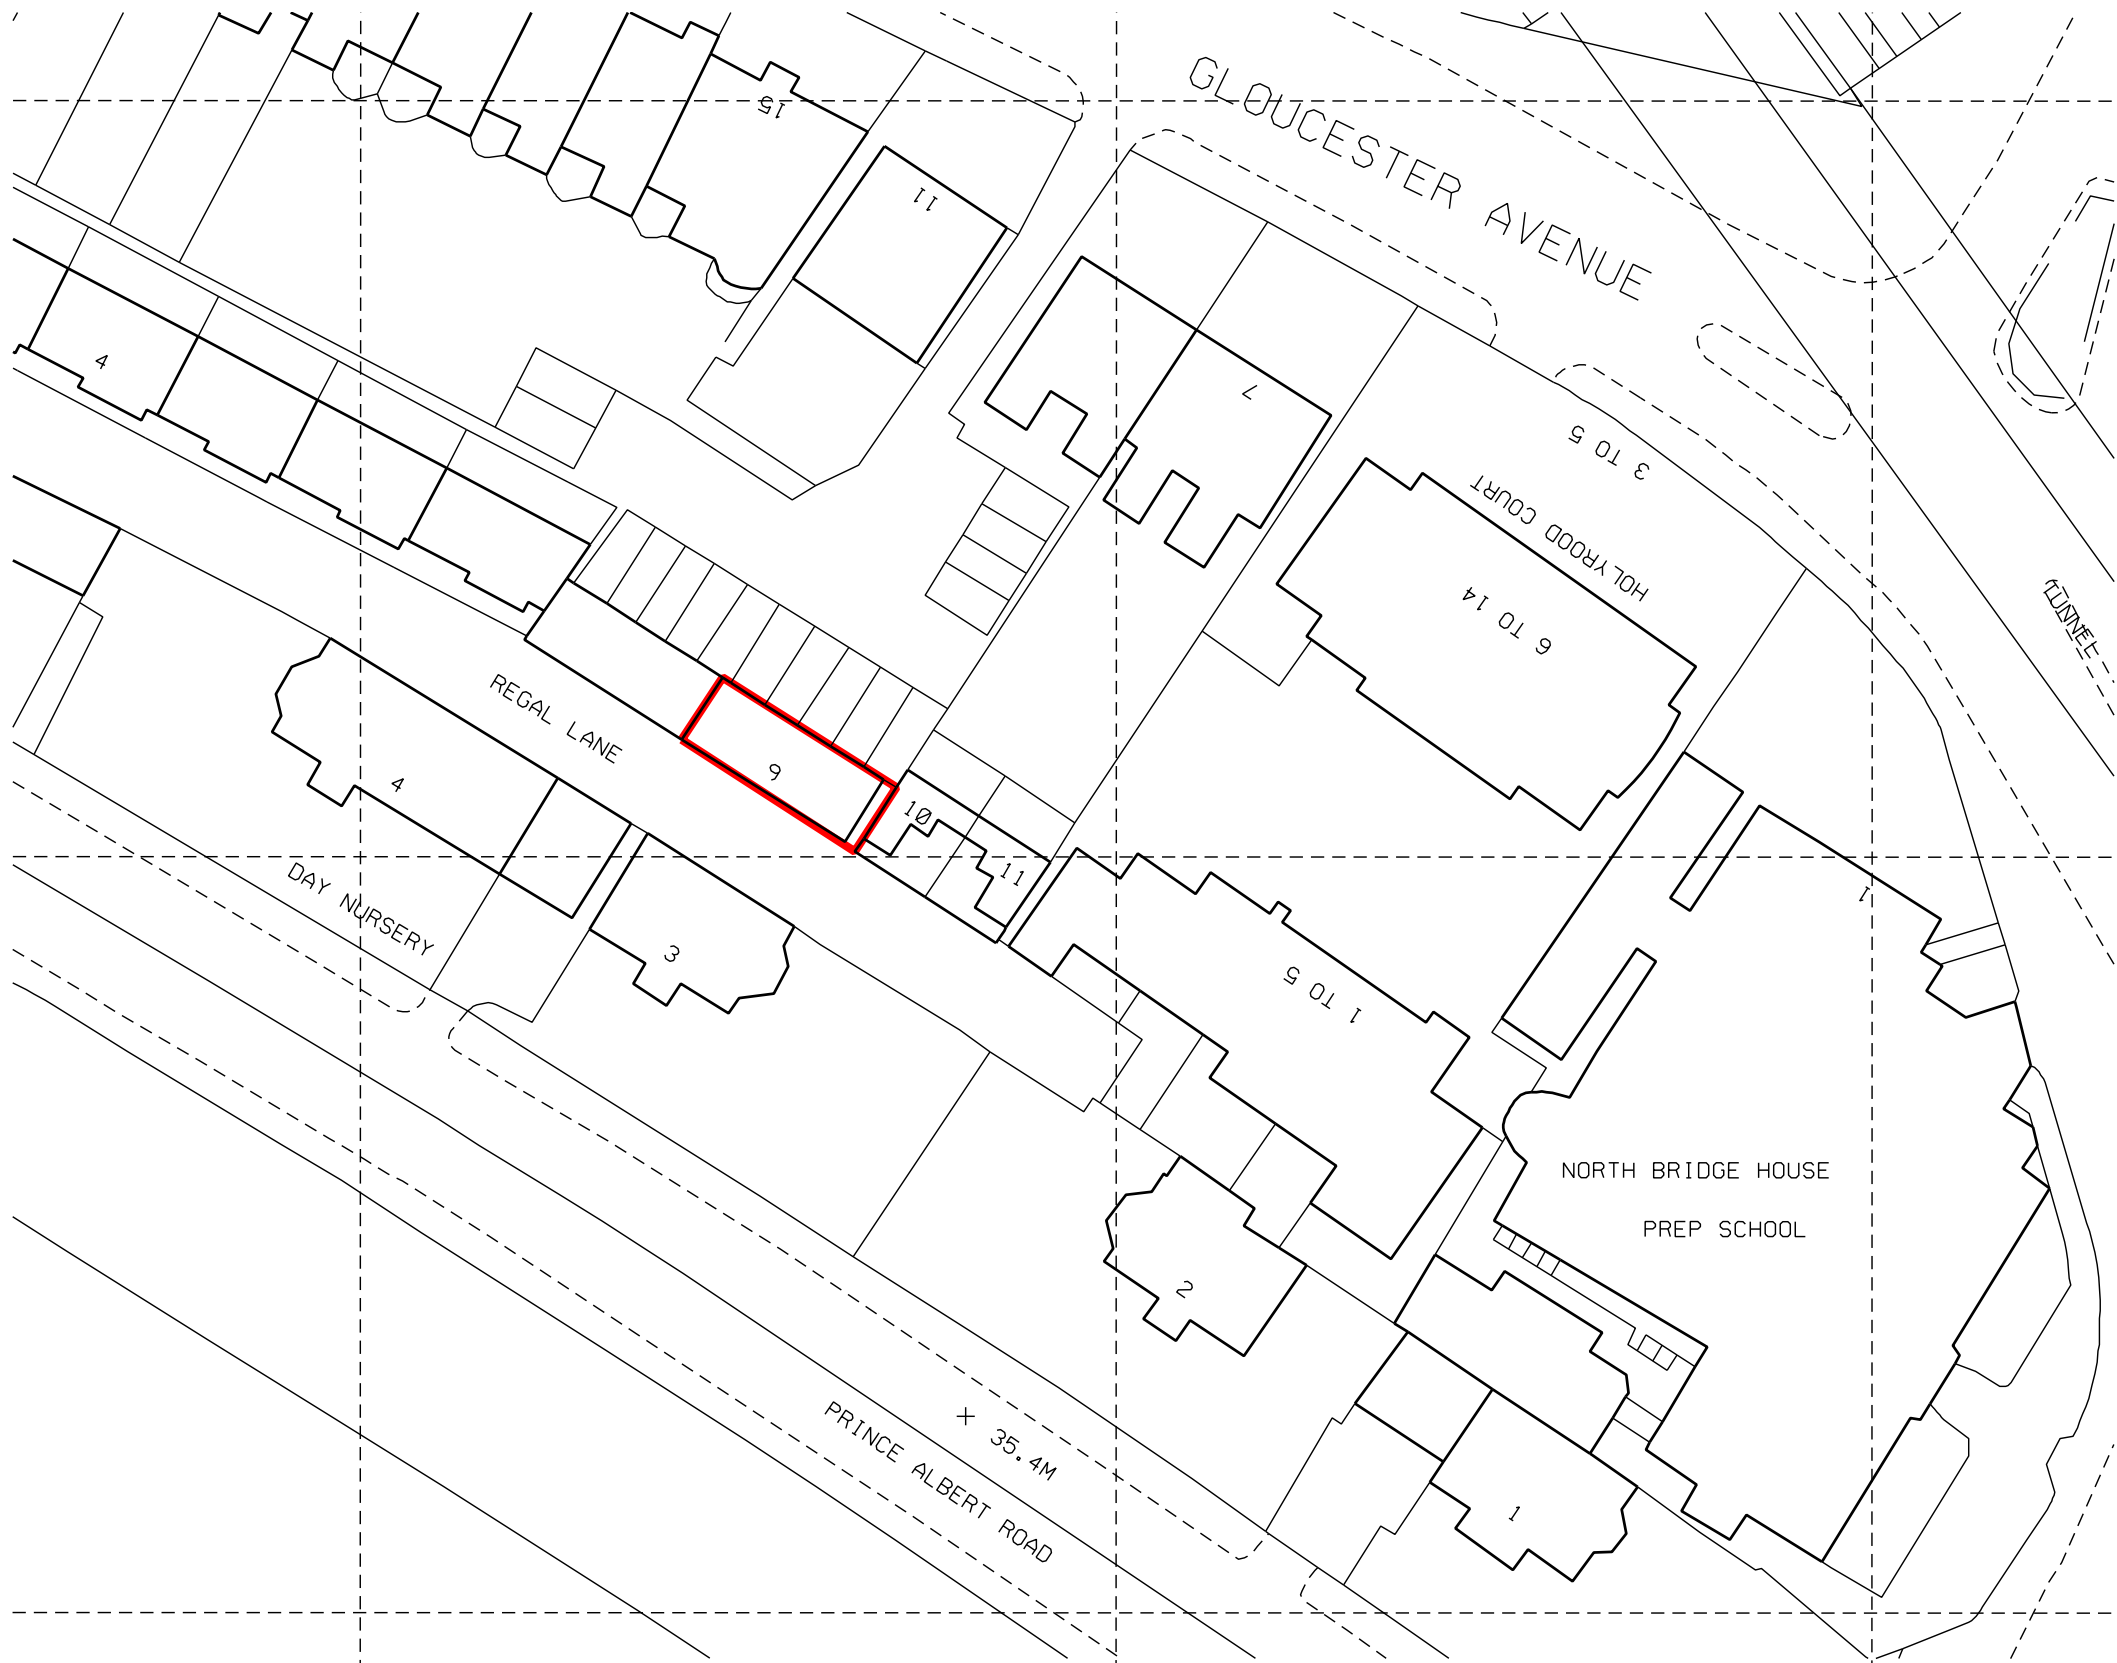 15
GLOUCESTER AVENUE
11
4
7
3 TO 5
HOLYROOD COURT
6 TO 14
TUNNEL
REGAL LANE
9
4
10
11
DAY NURSERY
3
1 TO 5
1
NORTH BRIDGE HOUSE
PREP SCHOOL
2
35.4M
PRINCE ALBERT ROAD
1